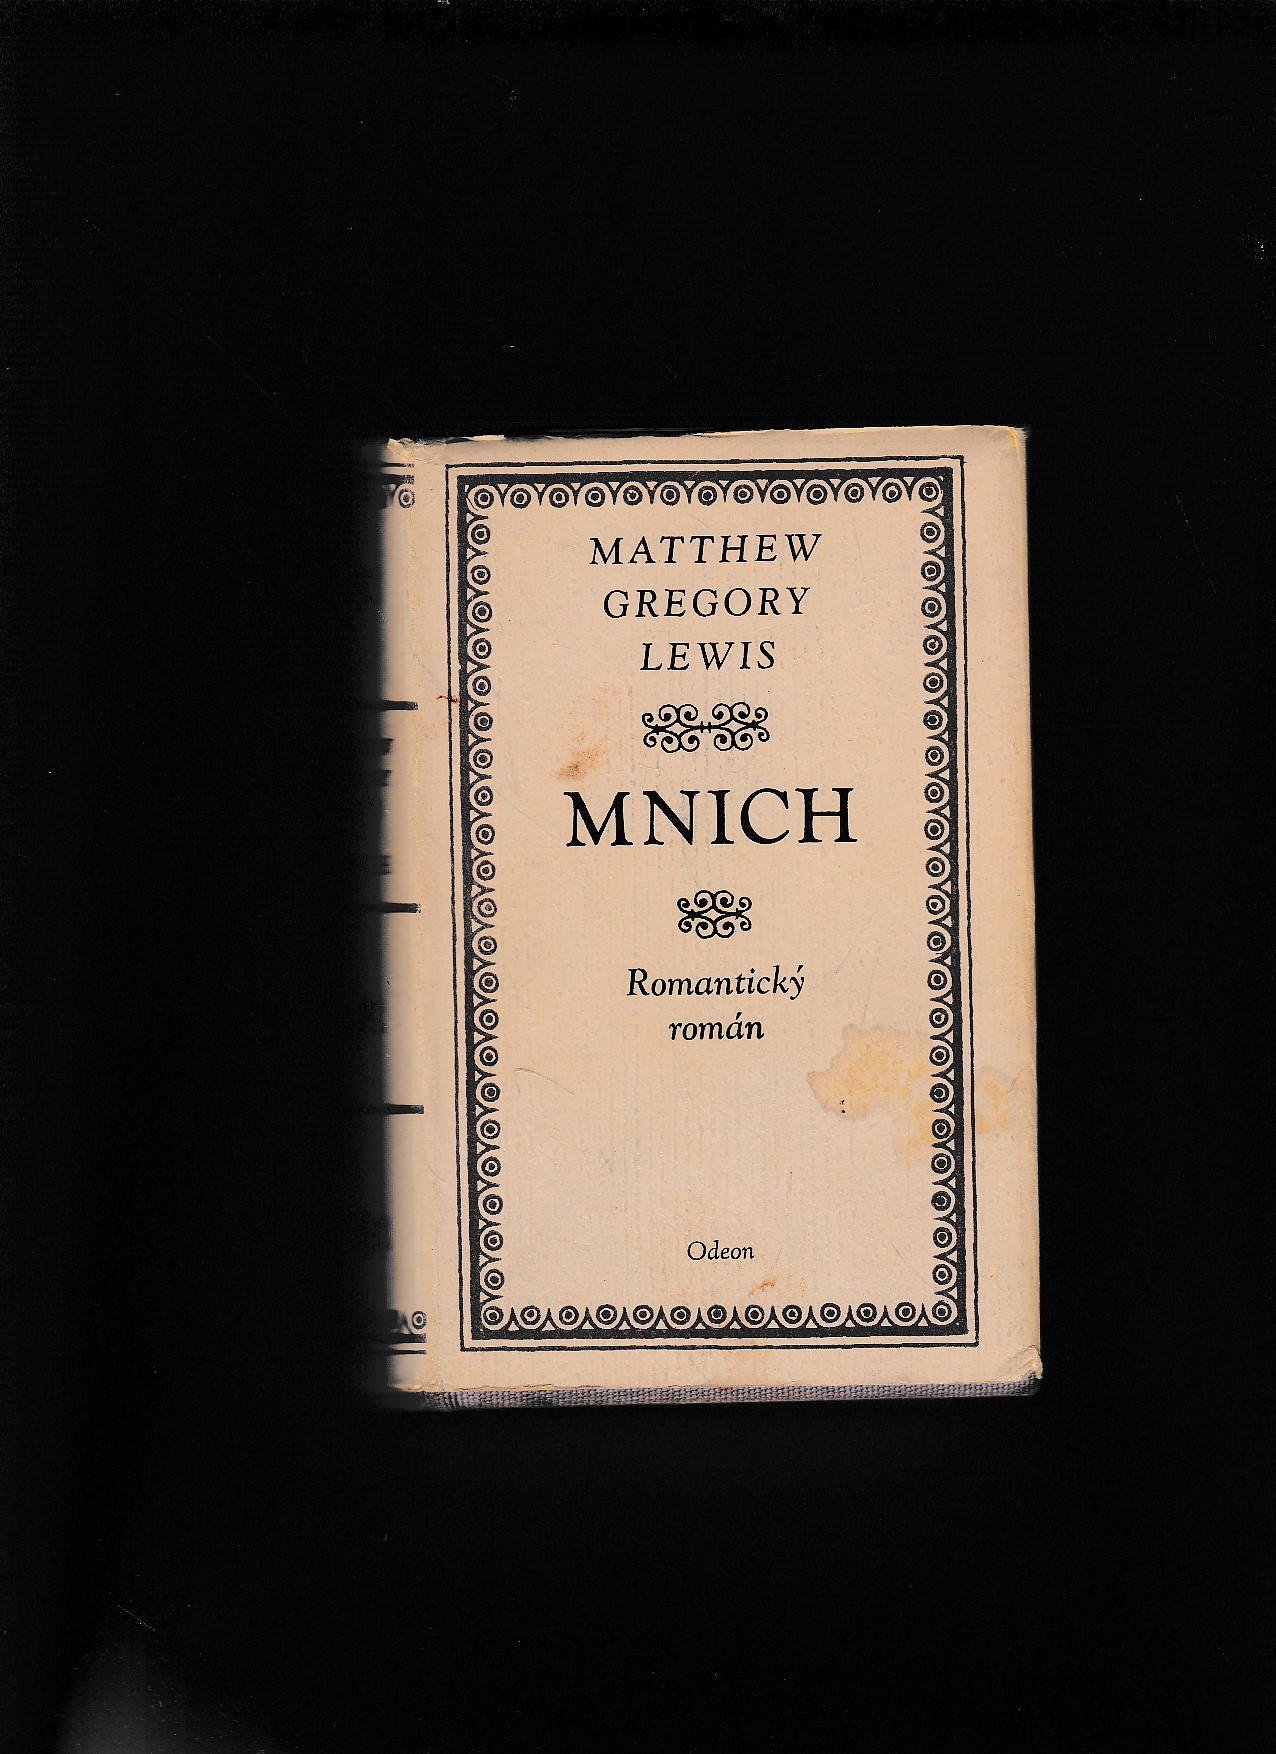 MATTHEW
GREGORY
LEWIS
MNICH
Romantický
román
Odeon